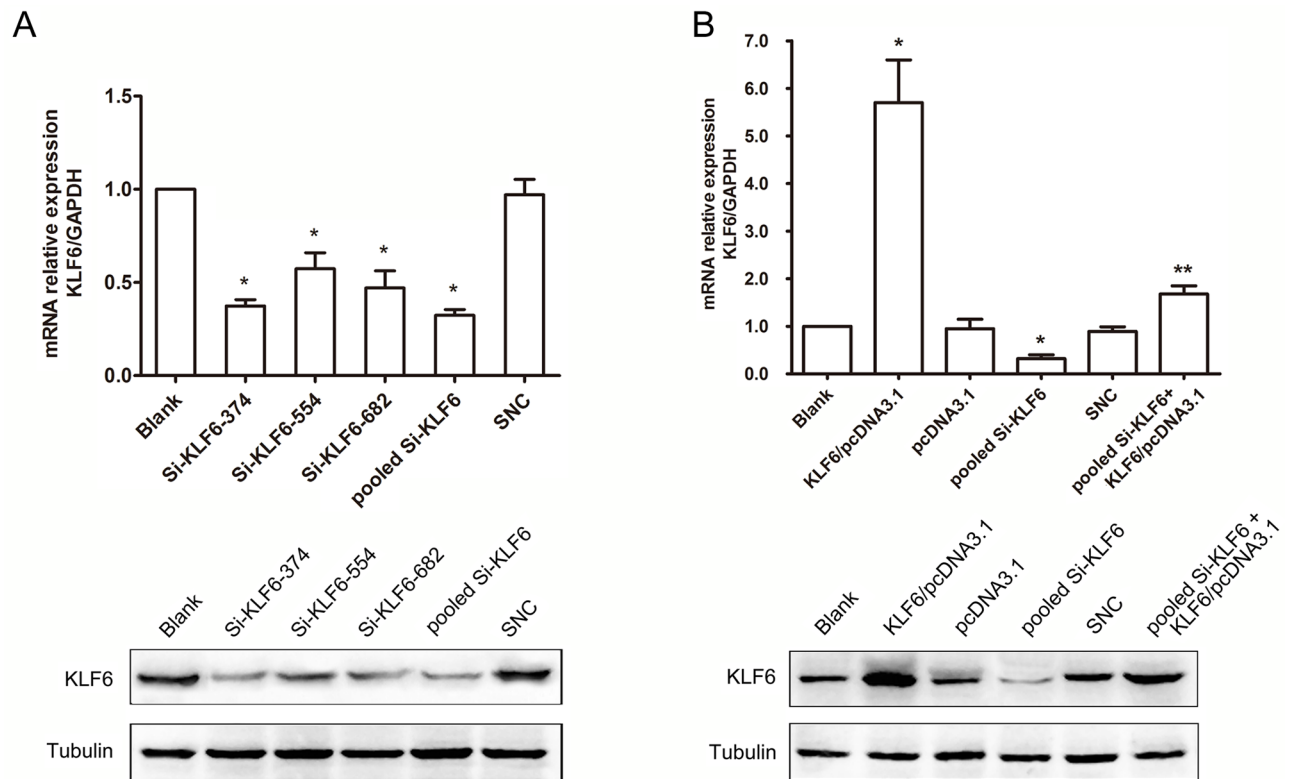 A
mRNA relative expression
KLF6/GAPDH
1.5
1.0
0.5
0.0
*
*
*
*
Blank
Si-KLF6-374
Si-KLF6-554
Si-KLF6-682
pooled Si-KLF6
SNC
Blank
Si-KLF6-374
Si-KLF6-554
Si-KLF6-682
pooled Si-KLF6
SNC
KLF6
Tubulin
B
mRNA relative expression
KLF6/GAPDH
7.0
6.0
5.0
4.0
3.0
2.0
1.0
0.0
*
*
**
Blank
KLF6/pcDNA3.1
pcDNA3.1
pooled Si-KLF6
SNC
pooled Si-KLF6+
KLF6/pcDNA3.1
Blank
KLF6/pcDNA3.1
pcDNA3.1
pooled Si-KLF6
SNC
pooled Si-KLF6 +
KLF6/pcDNA3.1
KLF6
Tubulin